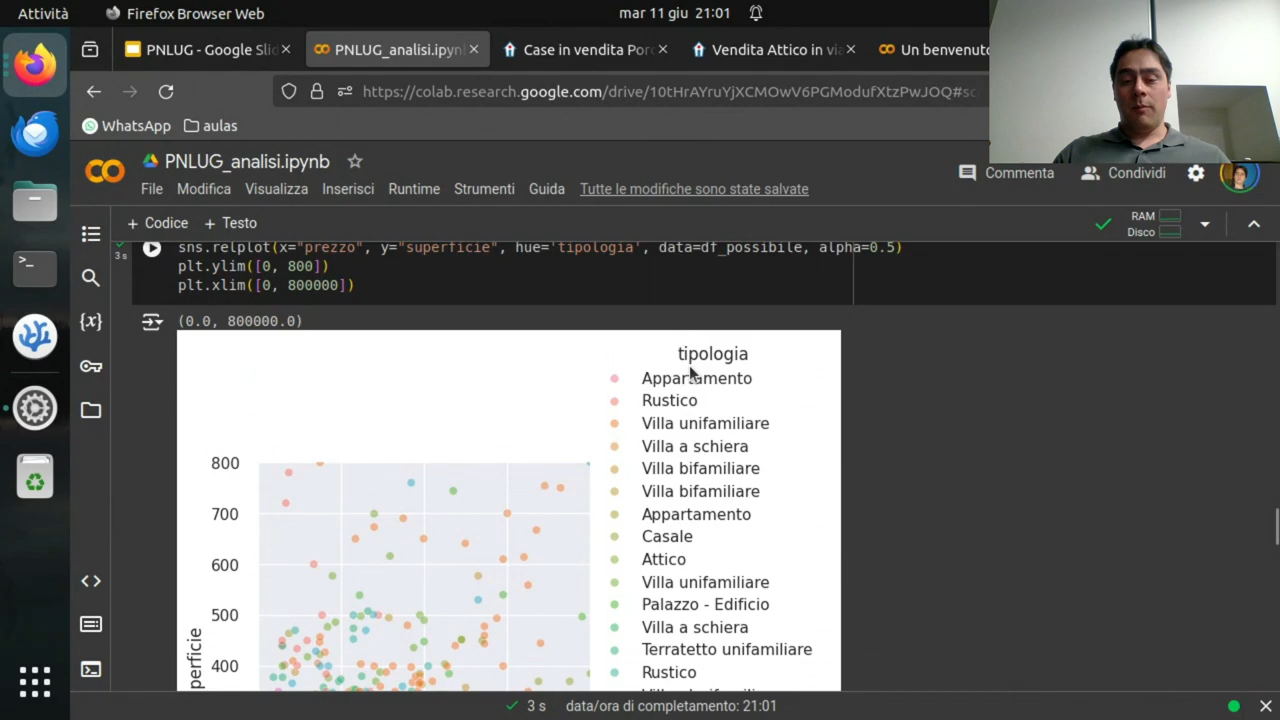 Attività
Firefox Browser Web
mar 11 giu 21:01
PNLUG - Google Slid
PNLUG_analisi.ipyn
Case in vendita Por
Vendita Attico in via
Un benvenuto
https://colab.research.google.com/drive/10tHrAYruYjXCMOwV6PGModufXtzPwJOQ#sc
WhatsApp
aulas
PNLUG_analisi.ipynb
Commenta
Condividi
File Modifica Visualizza Inserisci Runtime Strumenti Guida Tutte le modifiche sono state salvate
+ Codice + Testo
RAM
Disco
3 s
sns.relplot(x="prezzo", y="superficie", hue='tipologia', data=df_possibile, alpha=0.5)
plt.ylim([0, 800])
plt.xlim([0, 800000])
(0.0, 800000.0)
tipologia
Appartamento
Rustico
Villa unifamiliare
Villa a schiera
Villa bifamiliare
Villa bifamiliare
Appartamento
Casale
Attico
Villa unifamiliare
Palazzo - Edificio
Villa a schiera
Terratetto unifamiliare
Rustico
800
700
600
500
400
perficie
3 s data/ora di completamento: 21:01